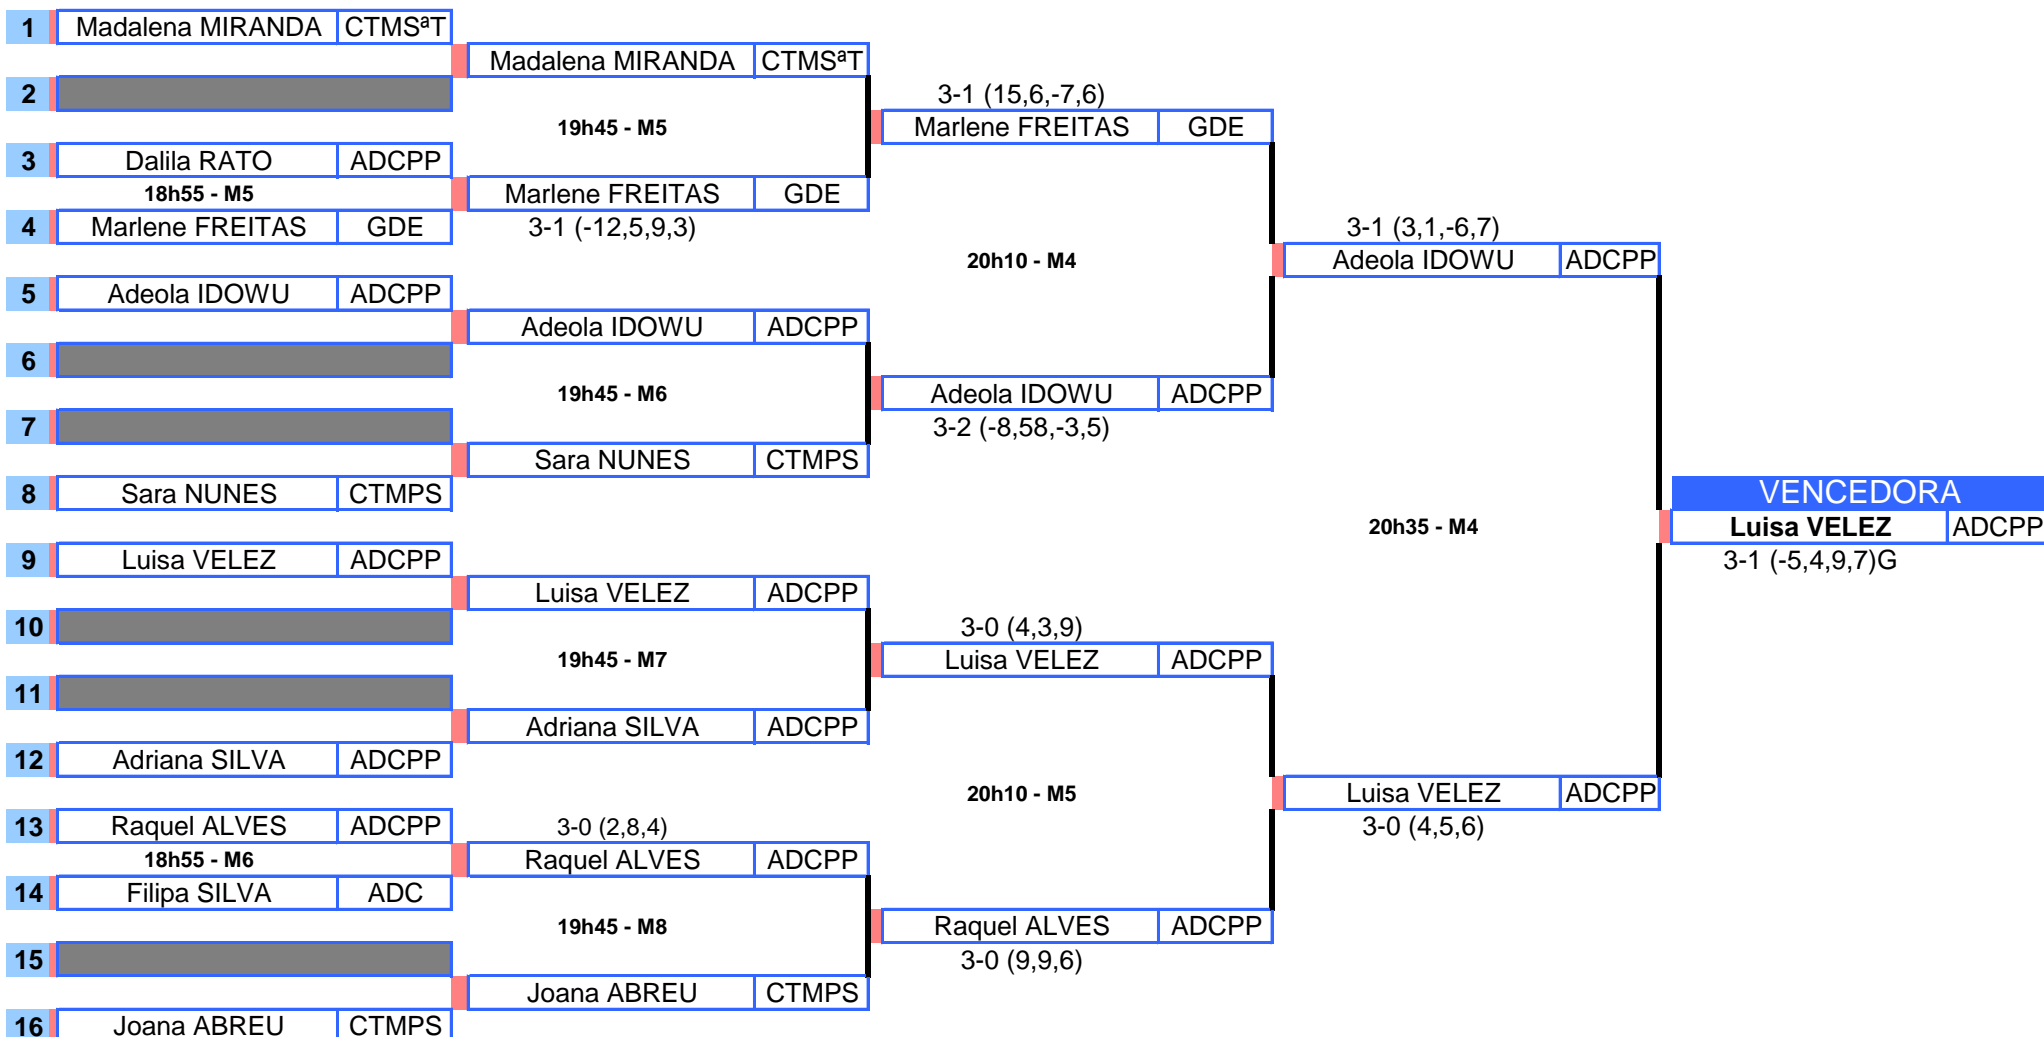 1 Madalena MIRANDA CTMSªT
Madalena MIRANDA CTMSªT
2
3-1 (15,6,-7,6)
19h45 - M5
Marlene FREITAS GDE
3 Dalila RATO ADCPP
18h55 - M5
Marlene FREITAS GDE
4 Marlene FREITAS GDE
3-1 (-12,5,9,3)
3-1 (3,1,-6,7)
20h10 - M4
Adeola IDOWU ADCPP
5 Adeola IDOWU ADCPP
Adeola IDOWU ADCPP
6
19h45 - M6
Adeola IDOWU ADCPP
7
3-2 (-8,58,-3,5)
Sara NUNES CTMPS
8 Sara NUNES CTMPS
VENCEDORA
20h35 - M4
Luisa VELEZ ADCPP
9 Luisa VELEZ ADCPP
3-1 (-5,4,9,7)G
Luisa VELEZ ADCPP
10
3-0 (4,3,9)
19h45 - M7
Luisa VELEZ ADCPP
11
Adriana SILVA ADCPP
12 Adriana SILVA ADCPP
20h10 - M5
Luisa VELEZ ADCPP
13 Raquel ALVES ADCPP
3-0 (2,8,4)
3-0 (4,5,6)
18h55 - M6
Raquel ALVES ADCPP
14 Filipa SILVA ADC
19h45 - M8
Raquel ALVES ADCPP
15
3-0 (9,9,6)
Joana ABREU CTMPS
16 Joana ABREU CTMPS